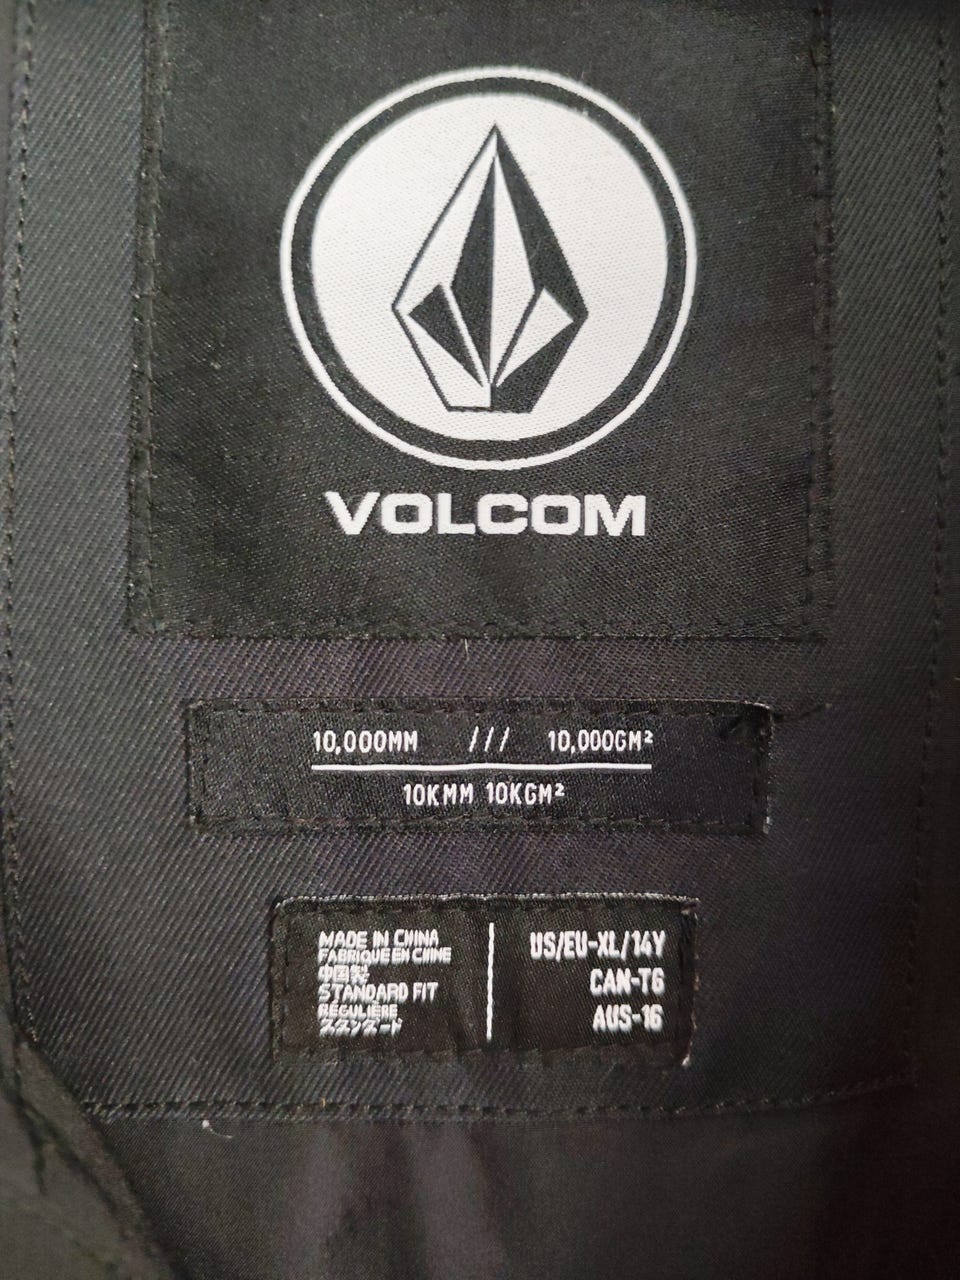 VOLCOM
10,000MM /// 10,000GM²
10KMM 10KGM²
MADE IN CHINA
FABRIQUE EN CHINE
中国製
STANDARD FIT
RÉGULIÈRE
スタンダード
US/EU-XL/14Y
CAN-TG
AUS-16